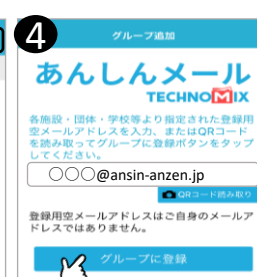 4
グループ追加
あんしんメール
TECHNOMIX
各施設・団体・学校等より指定された登録用
空メールアドレスを入力、またはQRコード
を読み取ってグループに登録ボタンをタップ
してください。
○○○@ansin-anzen.jp
QRコード読み取り
登録用空メールアドレスはご自身のメールア
ドレスではありません。
グループに登録